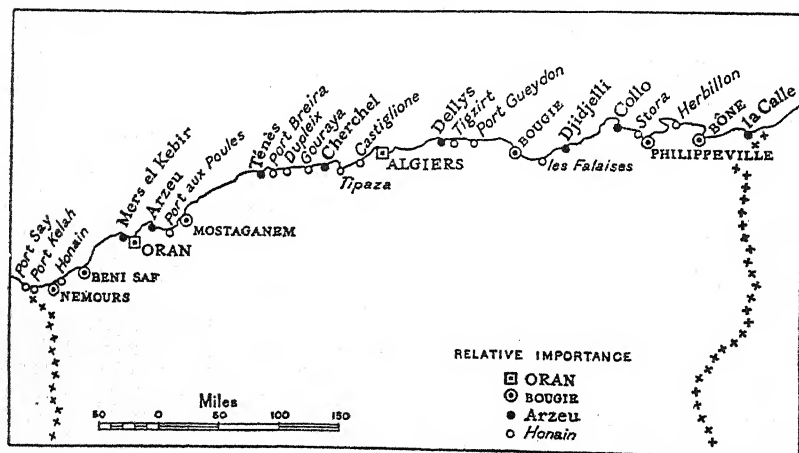 Port Say
Port Kelah
Honain
NEMOURS
BENI SAF
Mers el Kebir
ORAN
Arzeu
Port aux Poules
MOSTAGANEM
Ténès
Port Breira
Dupleix
Gouraya
Cherchel
Tipaza
Castiglione
ALGIERS
Dellys
Tigzirt
Port Gueydon
BOUGIE
les Falaises
Djidjelli
Collo
Stora
PHILIPPEVILLE
Herbillon
BÔNE
la Calle
Miles
50 0 50 100 150
RELATIVE IMPORTANCE
ORAN
BOUGIE
Arzeu
Honain